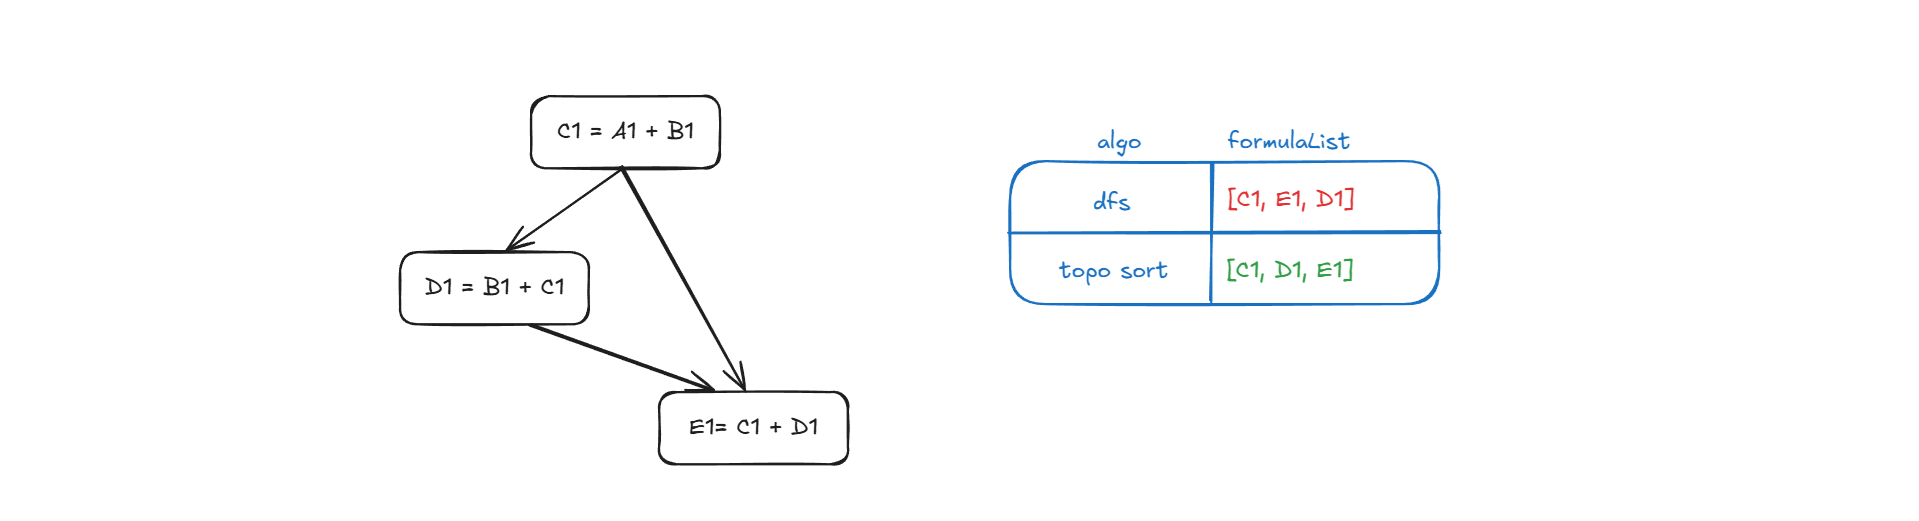 C1 = A1 + B1
D1 = B1 + C1
E1= C1 + D1
algo formulaList
dfs [C1, E1, D1]
topo sort [C1, D1, E1]